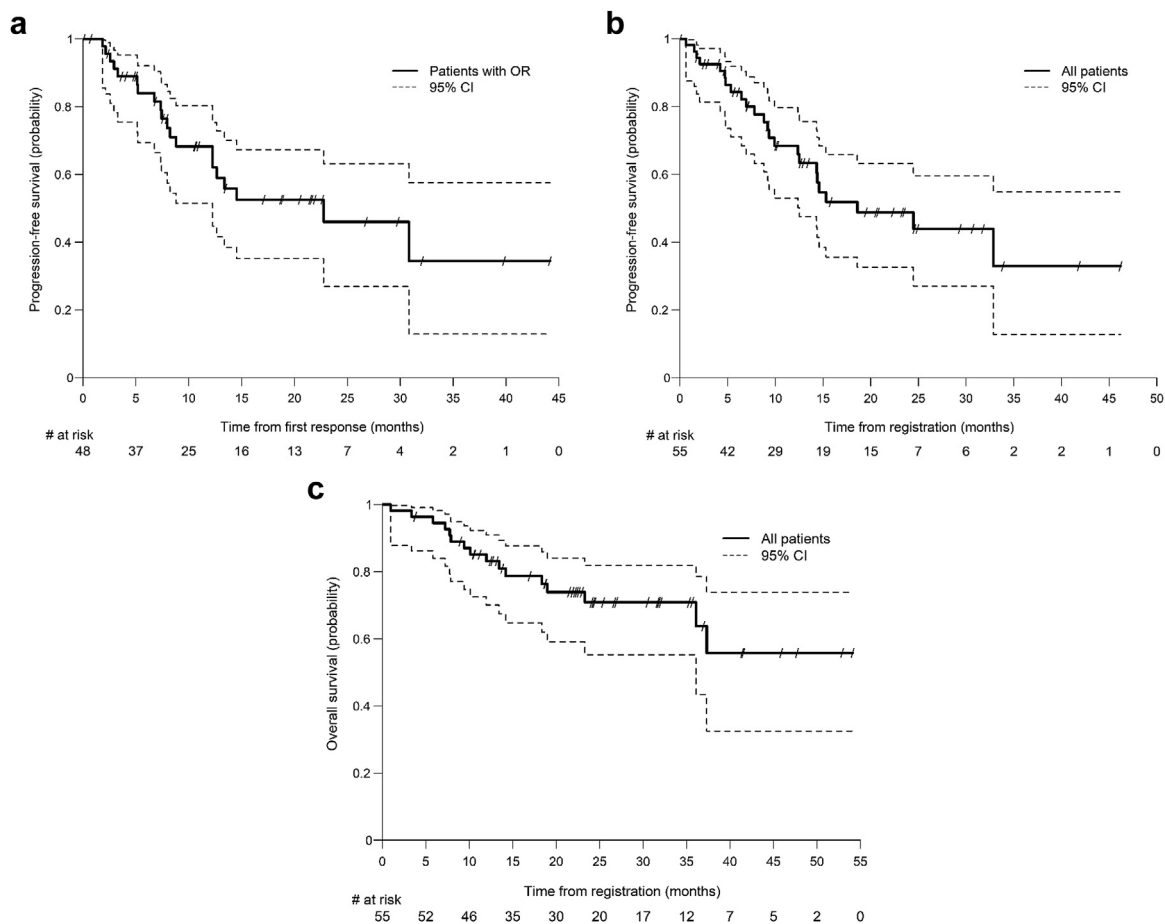 a
Progression-free survival (probability)
1
0.8
0.6
0.4
0.2
0
Patients with OR
95% CI
0 5 10 15 20 25 30 35 40 45
Time from first response (months)
# at risk
48 37 25 16 13 7 4 2 1 0
b
Progression-free survival (probability)
1
0.8
0.6
0.4
0.2
0
All patients
95% CI
0 5 10 15 20 25 30 35 40 45 50
Time from registration (months)
# at risk
55 42 29 19 15 7 6 2 2 1 0
c
Overall survival (probability)
1
0.8
0.6
0.4
0.2
0
All patients
95% CI
0 5 10 15 20 25 30 35 40 45 50 55
Time from registration (months)
# at risk
55 52 46 35 30 20 17 12 7 5 2 0